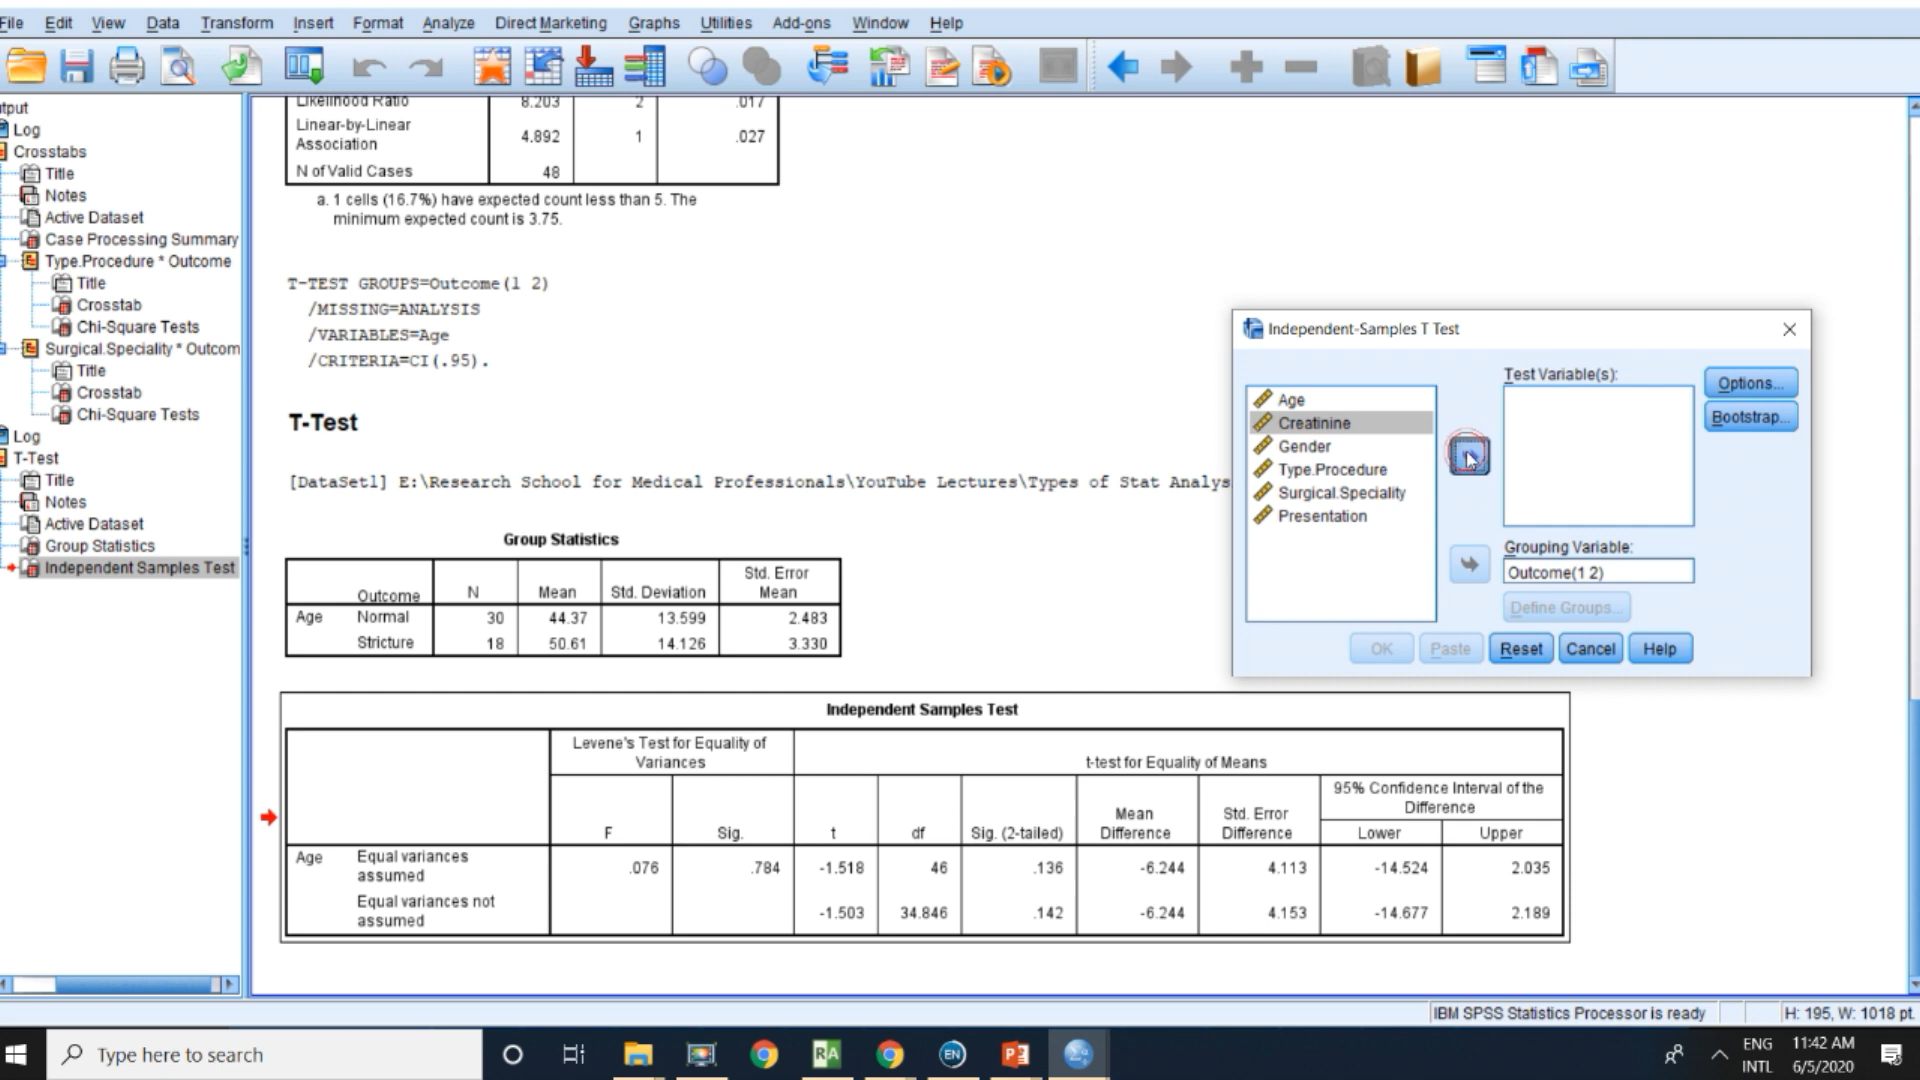 File Edit View Data Transform Insert Format Analyze Direct Marketing Graphs Utilities Add-ons Window Help
Log
Crosstabs
Title
Notes
Active Dataset
Case Processing Summary
Type.Procedure * Outcome
Title
Crosstab
Chi-Square Tests
Surgical.Speciality * Outcom
Title
Crosstab
Chi-Square Tests
Log
T-Test
Title
Notes
Active Dataset
Group Statistics
Independent Samples Test
Likelihood Ratio 8.203 2 .017
Linear-by-Linear Association 4.892 1 .027
N of Valid Cases 48
a. 1 cells (16.7%) have expected count less than 5. The
minimum expected count is 3.75.
T-TEST GROUPS=Outcome(1 2)
/MISSING=ANALYSIS
/VARIABLES=Age
/CRITERIA=CI(.95).
T-Test
[DataSet1] E:\Research School for Medical Professionals\YouTube Lectures\Types of Stat Analys
Group Statistics
Outcome N Mean Std. Deviation Std. Error Mean
Age Normal 30 44.37 13.599 2.483
Stricture 18 50.61 14.126 3.330
Independent Samples Test
Levene's Test for Equality of Variances
t-test for Equality of Means
95% Confidence Interval of the Difference
F Sig. t df Sig. (2-tailed) Mean Difference Std. Error Difference Lower Upper
Age Equal variances assumed .076 .784 -1.518 46 .136 -6.244 4.113 -14.524 2.035
Equal variances not assumed -1.503 34.846 .142 -6.244 4.153 -14.677 2.189
Independent-Samples T Test
Age
Creatinine
Gender
Type.Procedure
Surgical.Speciality
Presentation
Test Variable(s):
Options...
Bootstrap...
Grouping Variable:
Outcome(1 2)
Define Groups...
OK Paste Reset Cancel Help
IBM SPSS Statistics Processor is ready H: 195, W: 1018 pt.
Type here to search
RA
EN
ENG
INTL
11:42 AM
6/5/2020